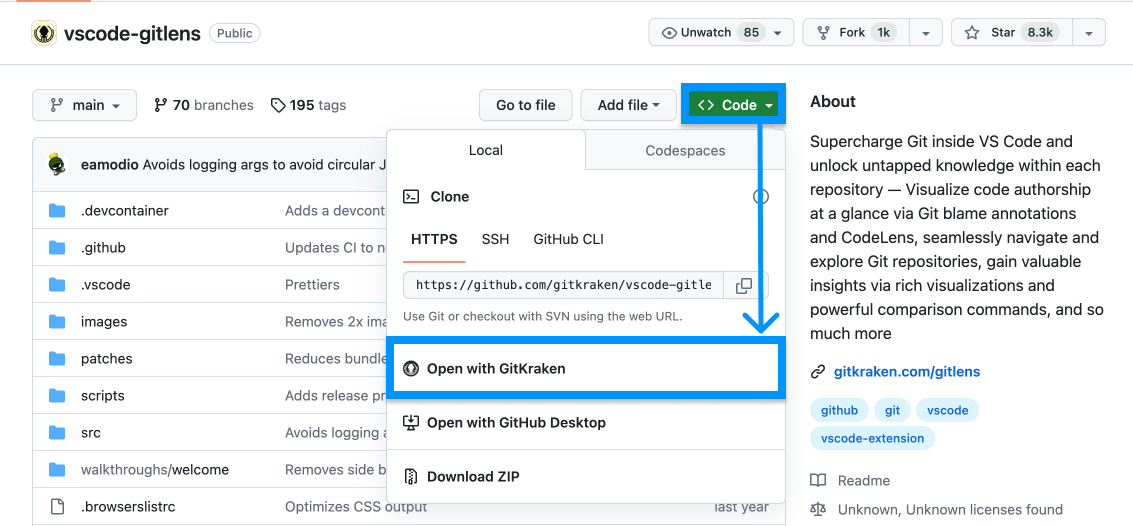 vscode-gitlens Public
Unwatch 85
Fork 1k
Star 8.3k
main
70 branches
195 tags
Go to file
Add file
<> Code
eamodio Avoids logging args to avoid circular J
.devcontainer Adds a devcont
.github Updates CI to n
.vscode Prettiers
images Removes 2x ima
patches Reduces bundle
scripts Adds release pr
src Avoids logging a
walkthroughs/welcome Removes side b
.browserslistrc Optimizes CSS output last year
Local
Codespaces
Clone
HTTPS SSH GitHub CLI
https://github.com/gitkraken/vscode-gitle
Use Git or checkout with SVN using the web URL.
Open with GitKraken
Open with GitHub Desktop
Download ZIP
About
Supercharge Git inside VS Code and
unlock untapped knowledge within each
repository — Visualize code authorship
at a glance via Git blame annotations
and CodeLens, seamlessly navigate and
explore Git repositories, gain valuable
insights via rich visualizations and
powerful comparison commands, and so
much more
gitkraken.com/gitlens
github git vscode
vscode-extension
Readme
Unknown, Unknown licenses found